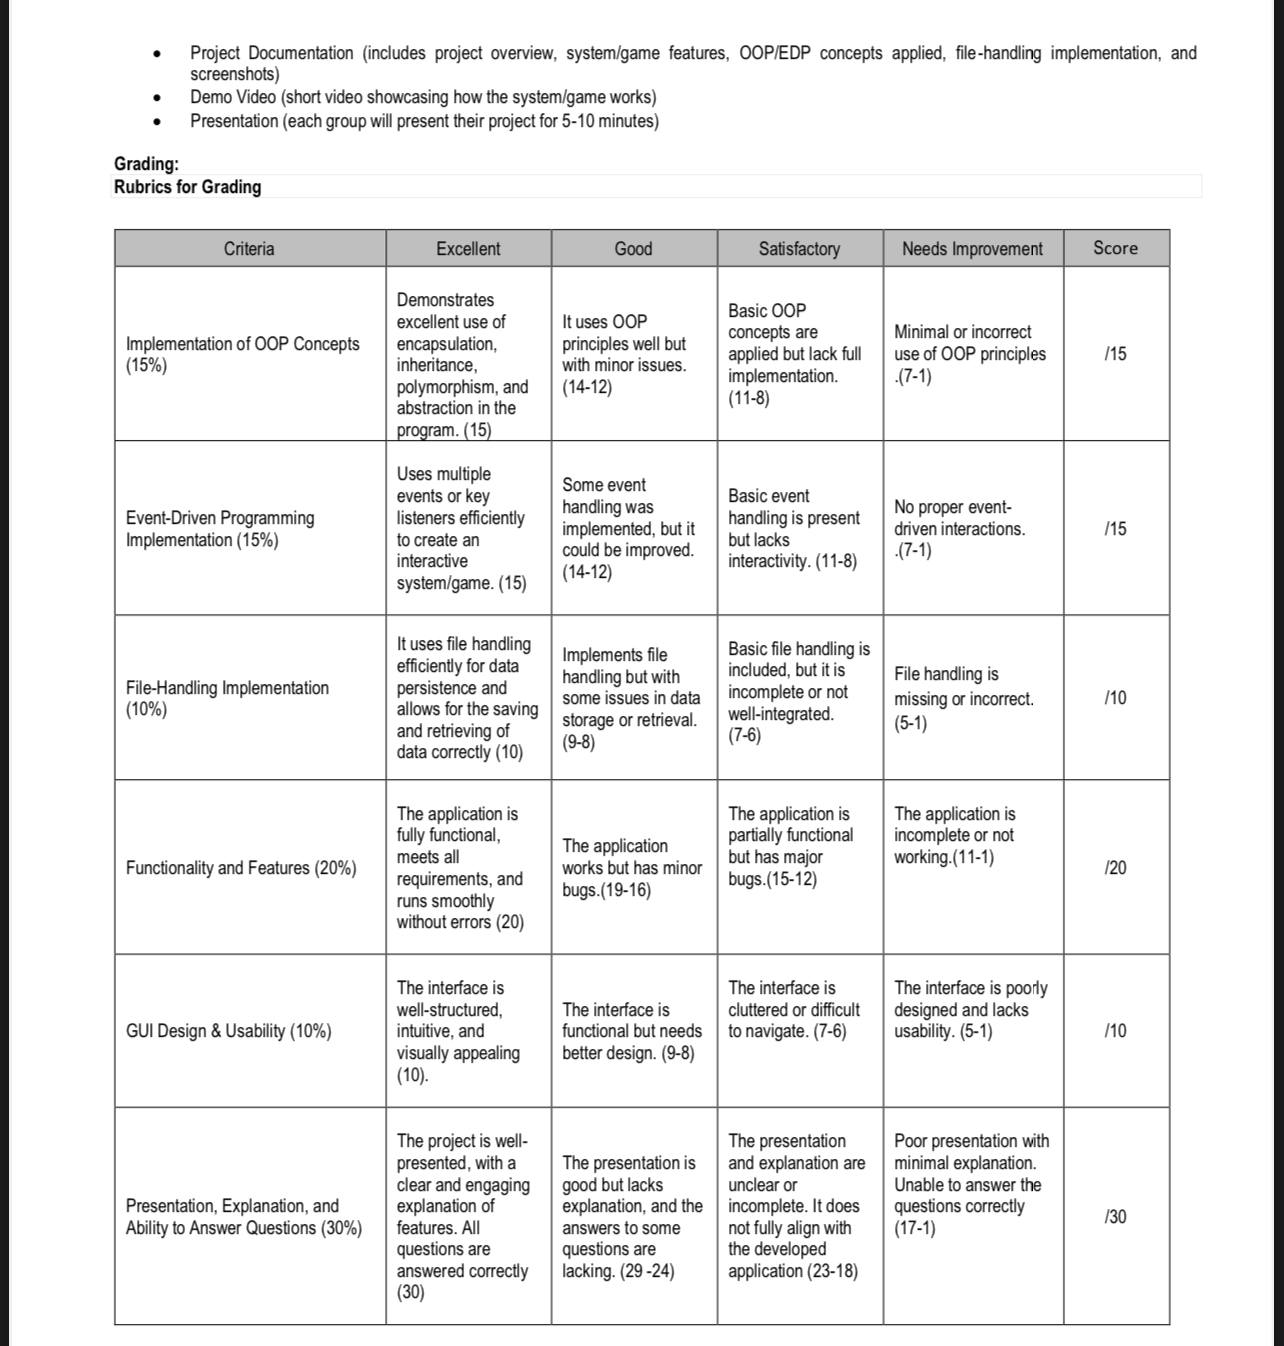 • Project Documentation (includes project overview, system/game features, OOP/EDP concepts applied, file-handling implementation, and
screenshots)
• Demo Video (short video showcasing how the system/game works)
• Presentation (each group will present their project for 5-10 minutes)
Grading:
Rubrics for Grading
Criteria
Excellent
Good
Satisfactory
Needs Improvement
Score
Implementation of OOP Concepts
(15%)
Demonstrates
excellent use of
encapsulation,
inheritance,
polymorphism, and
abstraction in the
program. (15)
It uses OOP
principles well but
with minor issues.
(14-12)
Basic OOP
concepts are
applied but lack full
implementation.
(11-8)
Minimal or incorrect
use of OOP principles
.(7-1)
/15
Event-Driven Programming
Implementation (15%)
Uses multiple
events or key
listeners efficiently
to create an
interactive
system/game. (15)
Some event
handling was
implemented, but it
could be improved.
(14-12)
Basic event
handling is present
but lacks
interactivity. (11-8)
No proper event-
driven interactions.
.(7-1)
/15
File-Handling Implementation
(10%)
It uses file handling
efficiently for data
persistence and
allows for the saving
and retrieving of
data correctly (10)
Implements file
handling but with
some issues in data
storage or retrieval.
(9-8)
Basic file handling is
included, but it is
incomplete or not
well-integrated.
(7-6)
File handling is
missing or incorrect.
(5-1)
/10
Functionality and Features (20%)
The application is
fully functional,
meets all
requirements, and
runs smoothly
without errors (20)
The application
works but has minor
bugs.(19-16)
The application is
partially functional
but has major
bugs.(15-12)
The application is
incomplete or not
working.(11-1)
/20
GUI Design & Usability (10%)
The interface is
well-structured,
intuitive, and
visually appealing
(10).
The interface is
functional but needs
better design. (9-8)
The interface is
cluttered or difficult
to navigate. (7-6)
The interface is poorly
designed and lacks
usability. (5-1)
/10
Presentation, Explanation, and
Ability to Answer Questions (30%)
The project is well-
presented, with a
clear and engaging
explanation of
features. All
questions are
answered correctly
(30)
The presentation is
good but lacks
explanation, and the
answers to some
questions are
lacking. (29 -24)
The presentation
and explanation are
unclear or
incomplete. It does
not fully align with
the developed
application (23-18)
Poor presentation with
minimal explanation.
Unable to answer the
questions correctly
(17-1)
/30